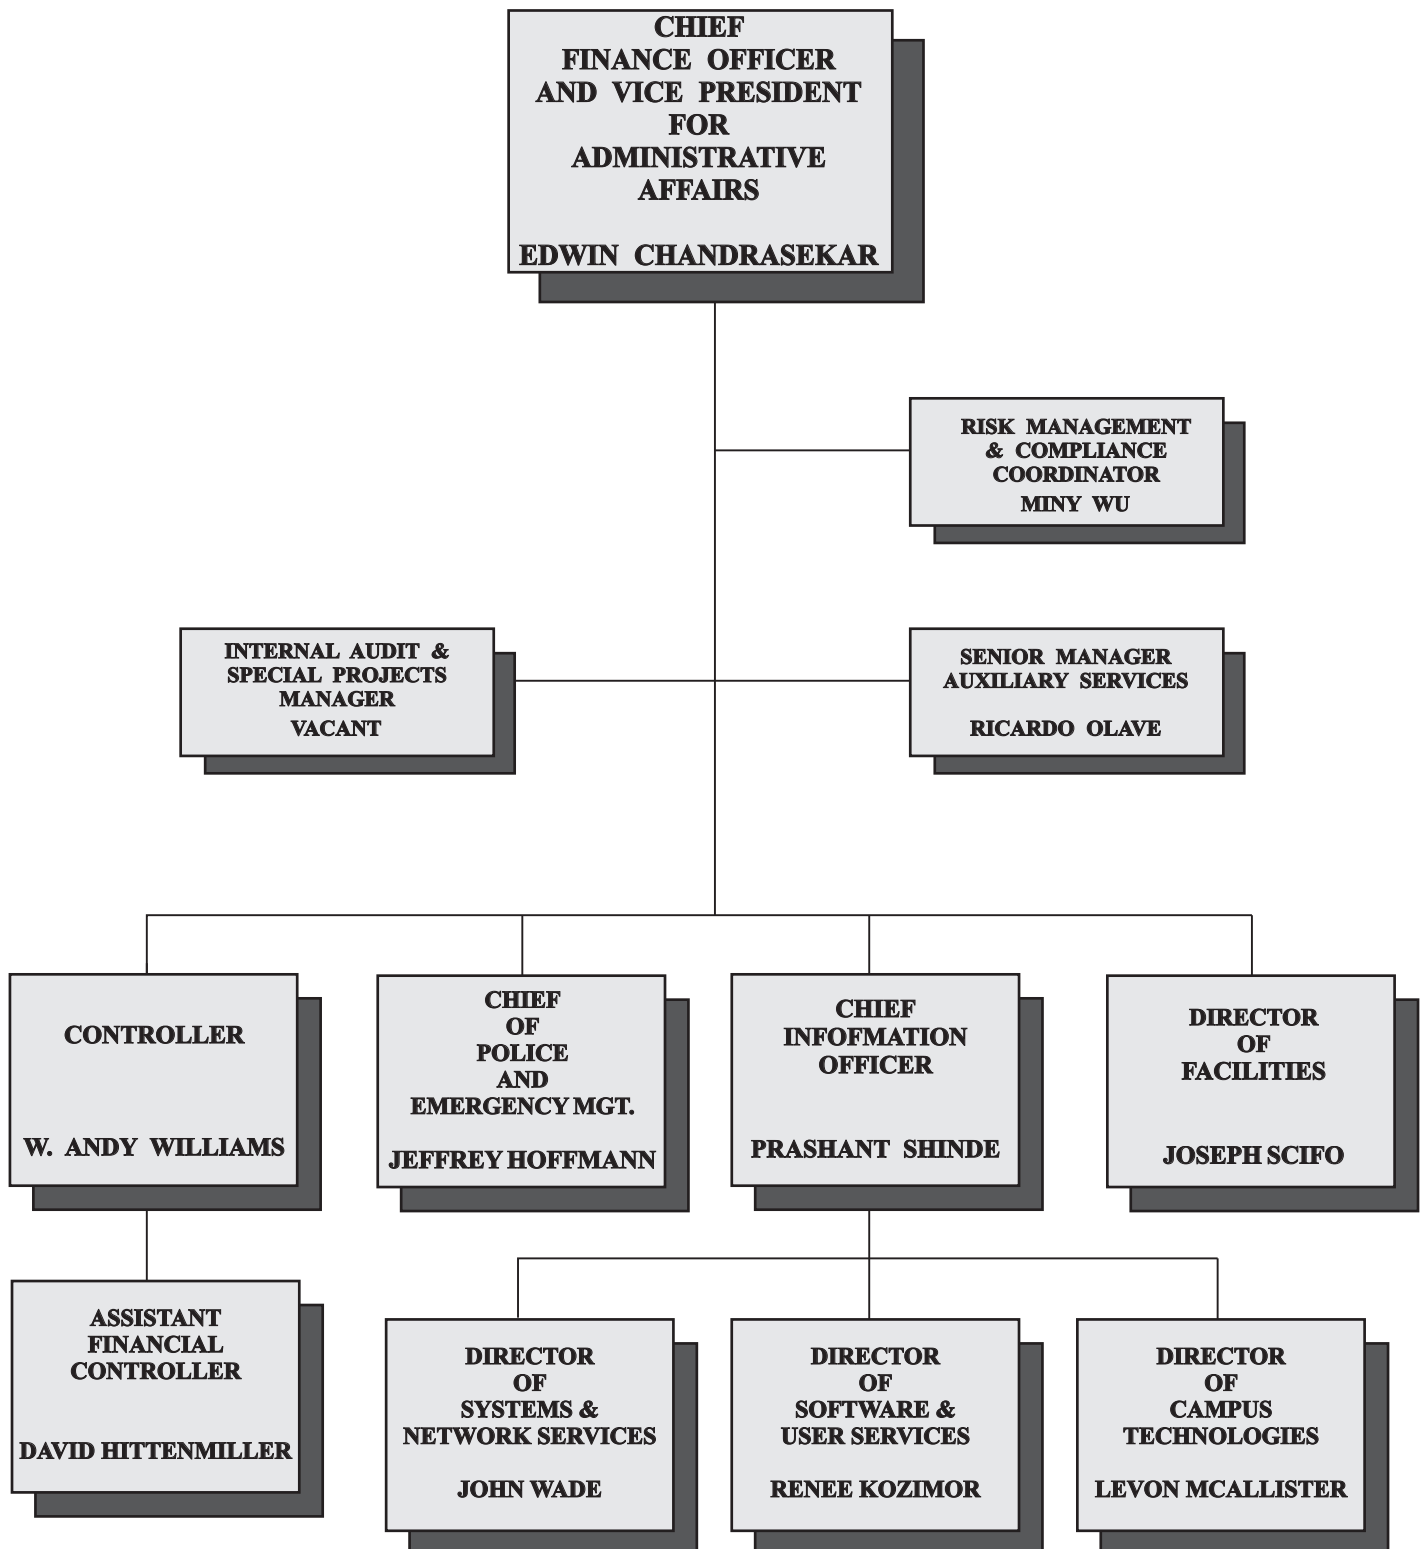 CHIEF
FINANCE OFFICER
AND VICE PRESIDENT
FOR
ADMINISTRATIVE
AFFAIRS
EDWIN CHANDRASEKAR
RISK MANAGEMENT
& COMPLIANCE
COORDINATOR
MINY WU
INTERNAL AUDIT &
SPECIAL PROJECTS
MANAGER
VACANT
SENIOR MANAGER
AUXILIARY SERVICES
RICARDO OLAVE
CONTROLLER
W. ANDY WILLIAMS
CHIEF
OF
POLICE
AND
EMERGENCY MGT.
JEFFREY HOFFMANN
CHIEF
INFOFMATION
OFFICER
PRASHANT SHINDE
DIRECTOR
OF
FACILITIES
JOSEPH SCIFO
ASSISTANT
FINANCIAL
CONTROLLER
DAVID HITTENMILLER
DIRECTOR
OF
SYSTEMS &
NETWORK SERVICES
JOHN WADE
DIRECTOR
OF
SOFTWARE &
USER SERVICES
RENEE KOZIMOR
DIRECTOR
OF
CAMPUS
TECHNOLOGIES
LEVON MCALLISTER